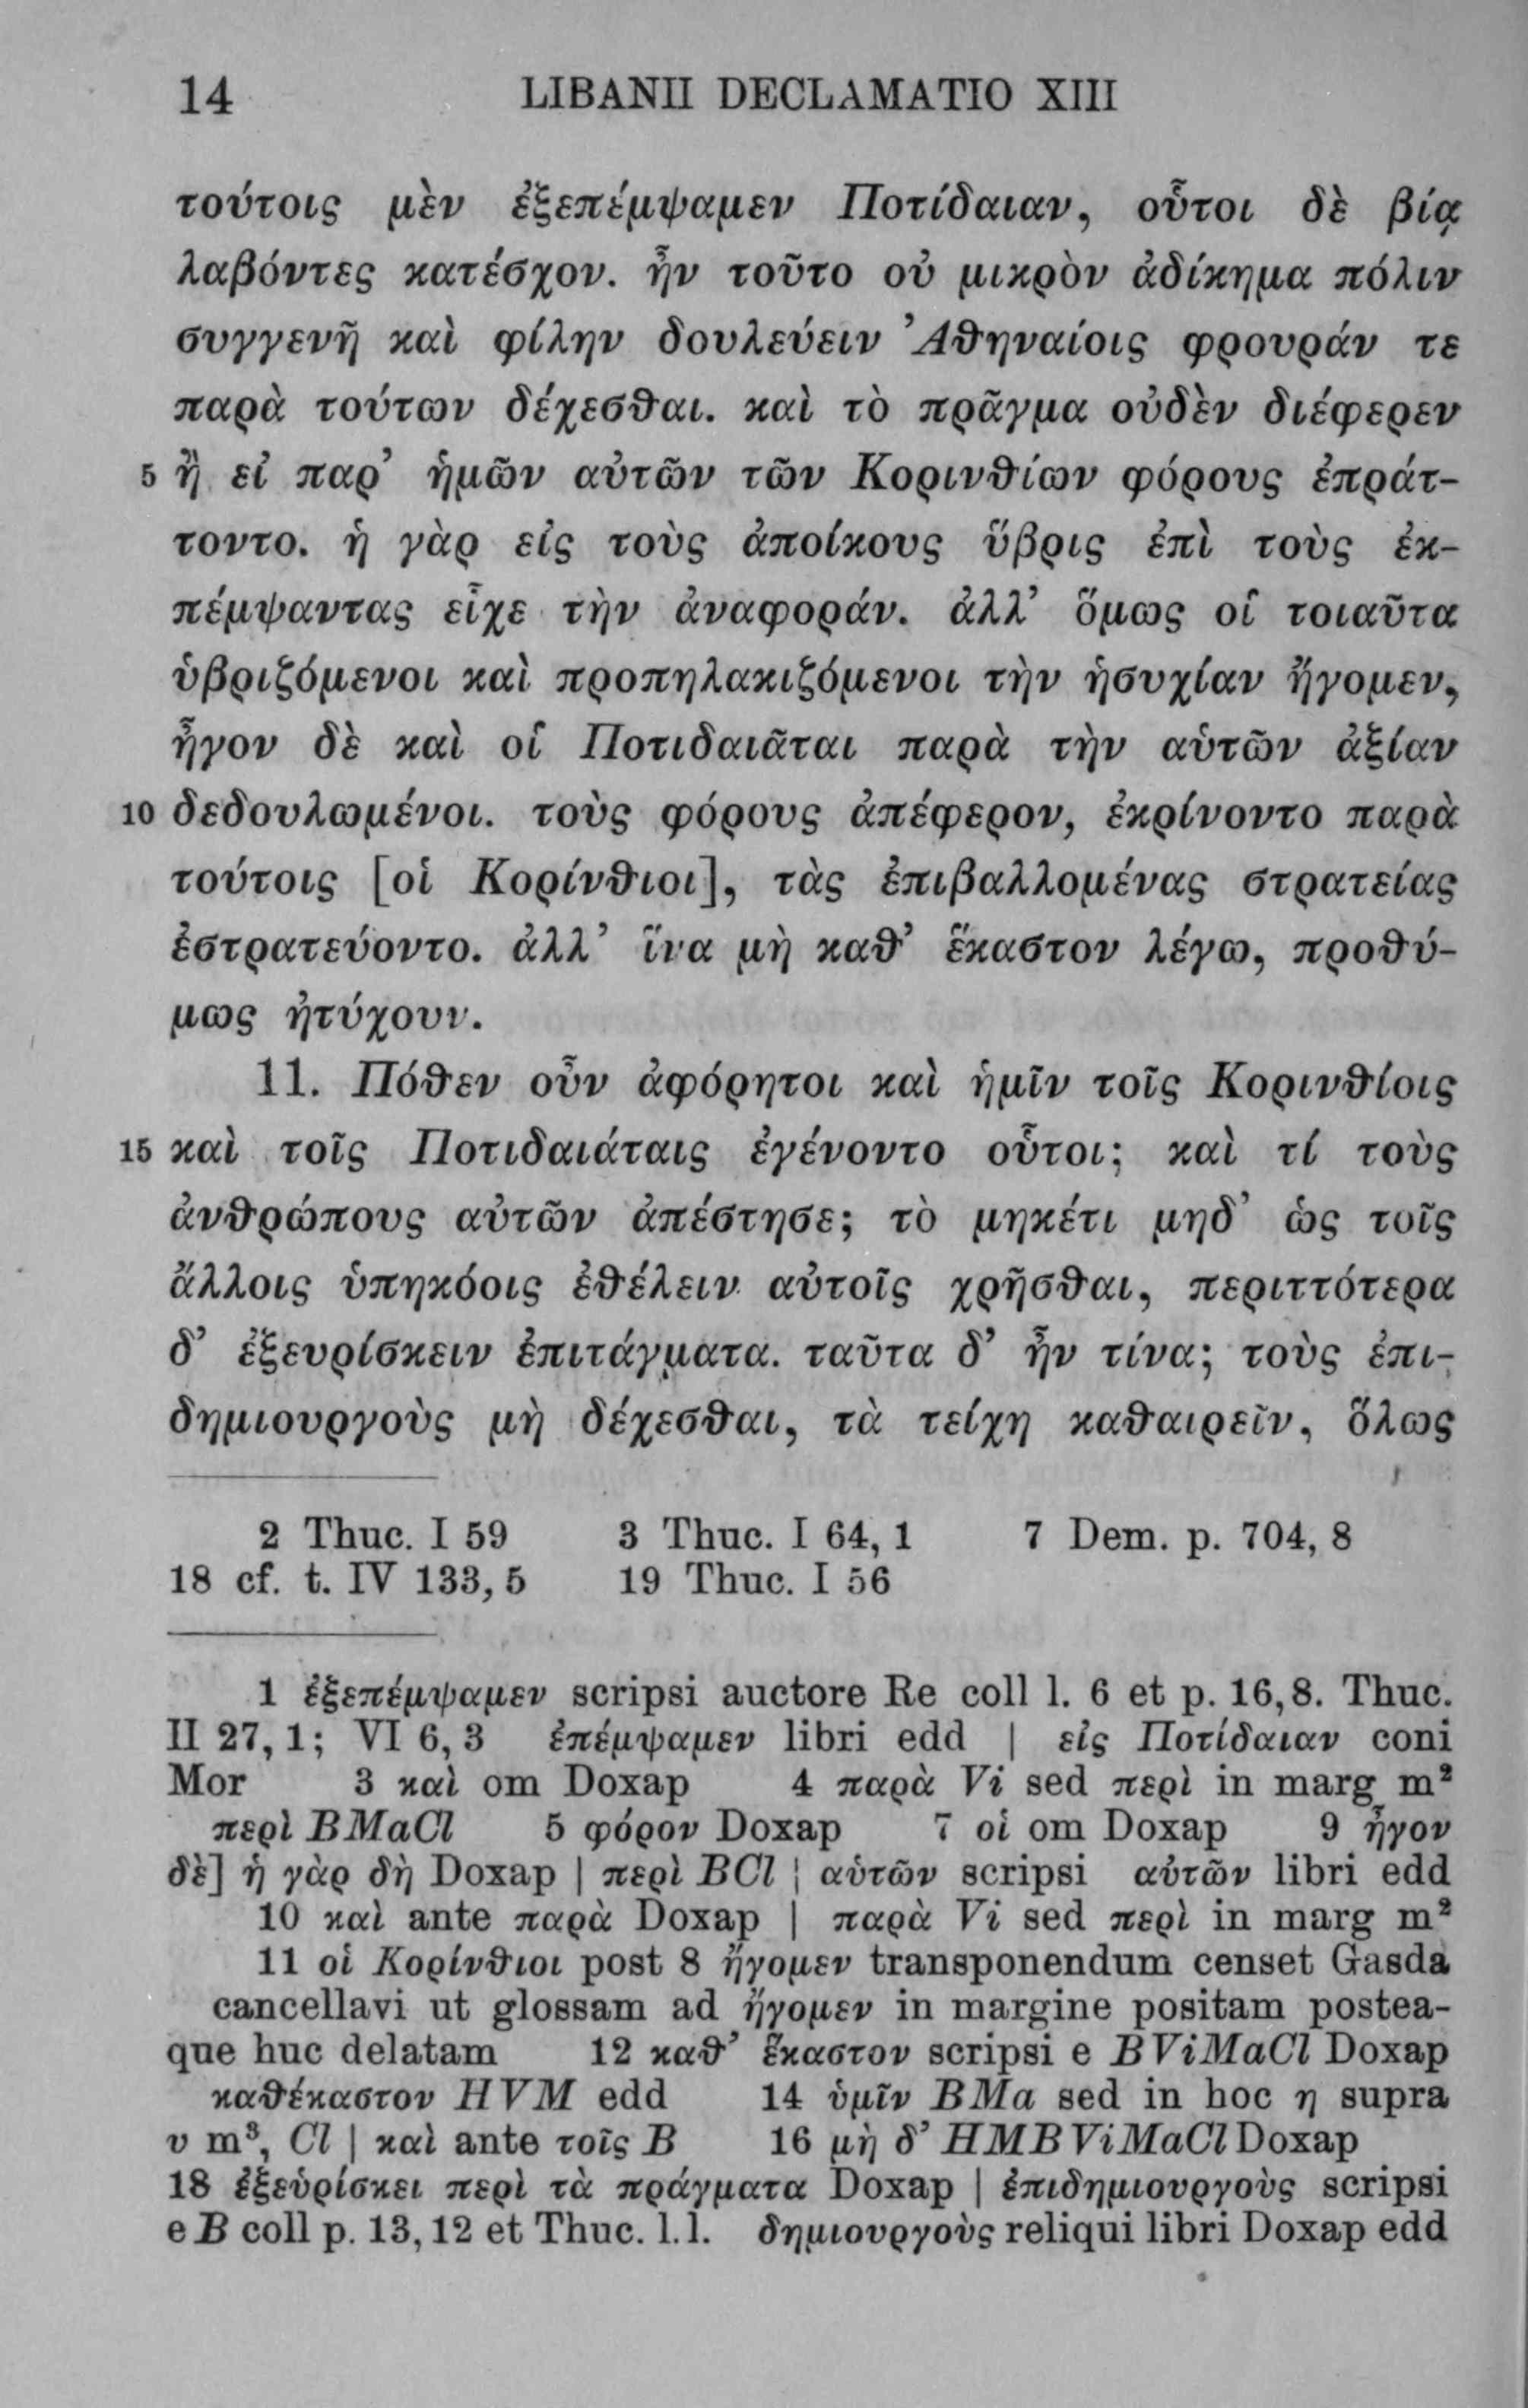 14 LIBANII DECLAMATIO XIII
τούτοις μὲν ἐξεπέμψαμεν Ποτίδαιαν, οὗτοι δὲ βίᾳ
λαβόντες κατέσχον. ἦν τοῦτο οὐ μικρὸν ἀδίκημα πόλιν
συγγενῆ καὶ φίλην δουλεύειν Ἀθηναίοις φρουράν τε
παρὰ τούτων δέχεσθαι. καὶ τὸ πρᾶγμα οὐδὲν διέφερεν
5 ἢ εἰ παρ’ ἡμῶν αὐτῶν τῶν Κορινθίων φόρους ἐπράτ-
τοντο. ἡ γὰρ εἰς τοὺς ἀποίκους ὕβρις ἐπὶ τοὺς ἐκ-
πέμψαντας εἶχε τὴν ἀναφοράν. ἀλλ’ ὅμως οἱ τοιαῦτα
ὑβριζόμενοι καὶ προπηλακιζόμενοι τὴν ἡσυχίαν ἤγομεν,
ἦγον δὲ καὶ οἱ Ποτιδαιᾶται παρὰ τὴν αὑτῶν ἀξίαν
10 δεδουλωμένοι. τοὺς φόρους ἀπέφερον, ἐκρίνοντο παρὰ
τούτοις [οἱ Κορίνθιοι], τὰς ἐπιβαλλομένας στρατείας
ἐστρατεύοντο. ἀλλ’ ἵνα μὴ καθ’ ἕκαστον λέγω, προθύ-
μως ἠτύχουν.
11. Πόθεν οὖν ἀφόρητοι καὶ ἡμῖν τοῖς Κορινθίοις
15 καὶ τοῖς Ποτιδαιάταις ἐγένοντο οὗτοι; καὶ τί τοὺς
ἀνθρώπους αὐτῶν ἀπέστησε; τὸ μηκέτι μηδ’ ὡς τοῖς
ἄλλοις ὑπηκόοις ἐθέλειν αὐτοῖς χρῆσθαι, περιττότερα
δ’ ἐξευρίσκειν ἐπιτάγματα. ταῦτα δ’ ἦν τίνα; τοὺς ἐπι-
δημιουργοὺς μὴ δέχεσθαι, τὰ τείχη καθαιρεῖν, ὅλως
2 Thuc. I 59 3 Thuc. I 64, 1 7 Dem. p. 704, 8
18 cf. t. IV 133, 5 19 Thuc. I 56
1 ἐξεπέμψαμεν scripsi auctore Re coll l. 6 et p. 16, 8. Thuc.
II 27, 1; VI 6, 3 ἐπέμψαμεν libri edd | εἰς Ποτίδαιαν coni
Mor 3 καὶ om Doxap 4 παρὰ Vi sed περὶ in marg m²
περὶ BMaCl 5 φόρον Doxap 7 οἱ om Doxap 9 ἦγον
δὲ] ἡ γὰρ δὴ Doxap | περὶ BCl | αὑτῶν scripsi αὐτῶν libri edd
10 καὶ ante παρὰ Doxap | παρὰ Vi sed περὶ in marg m²
11 οἱ Κορίνθιοι post 8 ἤγομεν transponendum censet Gasda
cancellavi ut glossam ad ἤγομεν in margine positam postea-
que huc delatam 12 καθ’ ἕκαστον scripsi e BViMaCl Doxap
καθέκαστον HVM edd 14 ὑμῖν BMa sed in hoc η supra
υ m³, Cl | καὶ ante τοῖς B 16 μὴ δ’ HMBViMaCl Doxap
18 ἐξεὑρίσκει περὶ τὰ πράγματα Doxap | ἐπιδημιουργοὺς scripsi
e B coll p. 13, 12 et Thuc. l. l. δημιουργοὺς reliqui libri Doxap edd